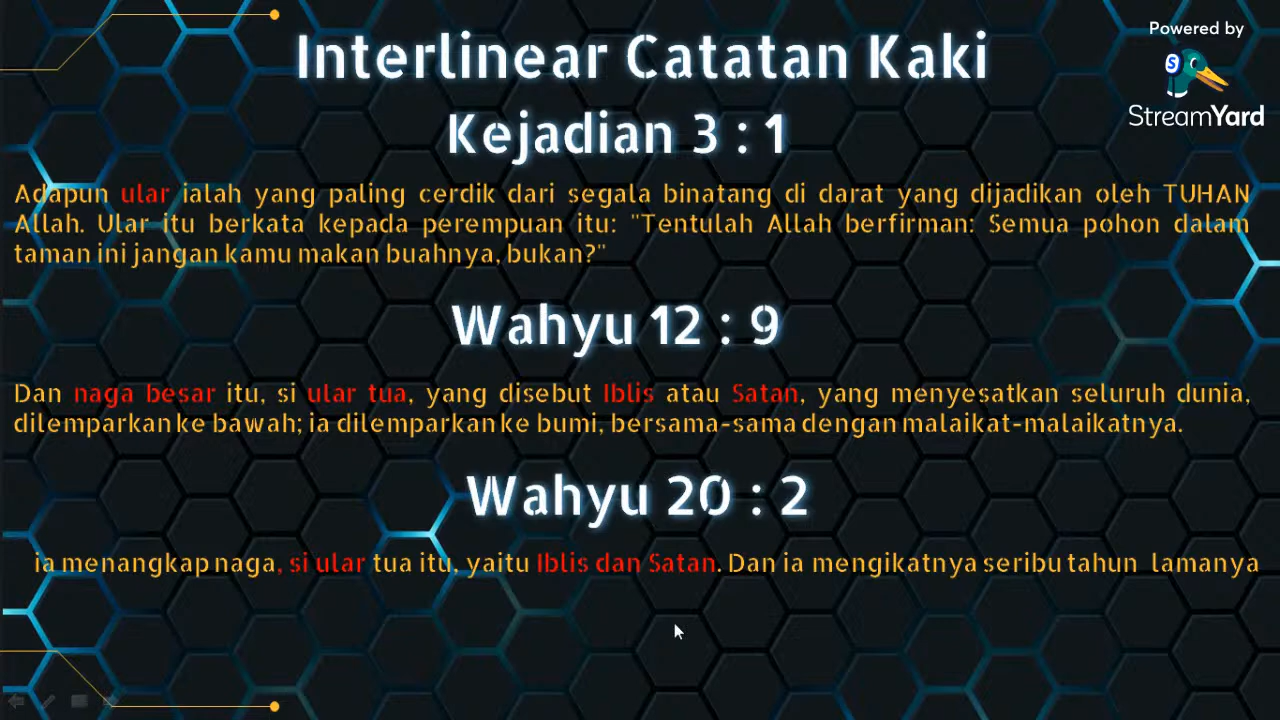 Interlinear Catatan Kaki
Powered by
StreamYard
Kejadian 3 : 1
Adapun ular ialah yang paling cerdik dari segala binatang di darat yang dijadikan oleh TUHAN
Allah. Ular itu berkata kepada perempuan itu: "Tentulah Allah berfirman: Semua pohon dalam
taman ini jangan kamu makan buahnya, bukan?"
Wahyu 12 : 9
Dan naga besar itu, si ular tua, yang disebut Iblis atau Satan, yang menyesatkan seluruh dunia,
dilemparkan ke bawah; ia dilemparkan ke bumi, bersama-sama dengan malaikat-malaikatnya.
Wahyu 20 : 2
ia menangkap naga, si ular tua itu, yaitu Iblis dan Satan. Dan ia mengikatnya seribu tahun lamanya